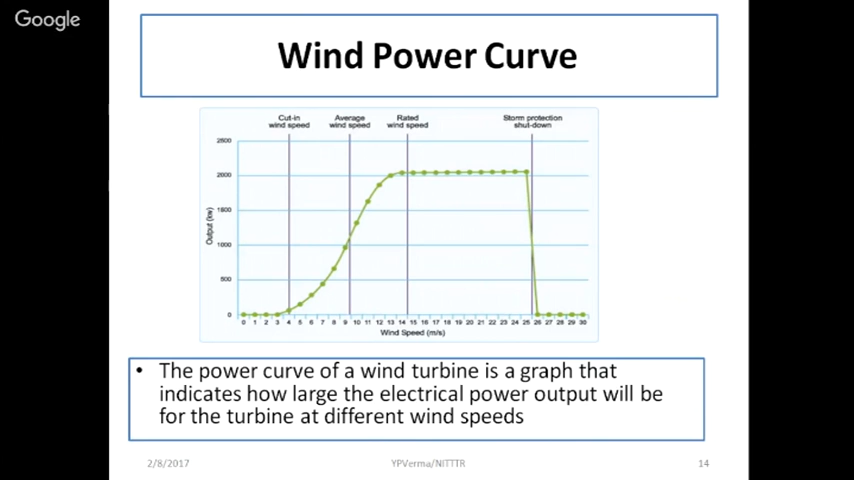 Google
Wind Power Curve
Cut-in
wind speed
Average
wind speed
Rated
wind speed
Storm protection
shut-down
2500
2000
1500
1000
500
0
Output (kw)
0 1 2 3 4 5 6 7 8 9 10 11 12 13 14 15 16 17 18 19 20 21 22 23 24 25 26 27 28 29 30
Wind Speed (m/s)
• The power curve of a wind turbine is a graph that
indicates how large the electrical power output will be
for the turbine at different wind speeds
2/8/2017
YPVerma/NITTTR
14